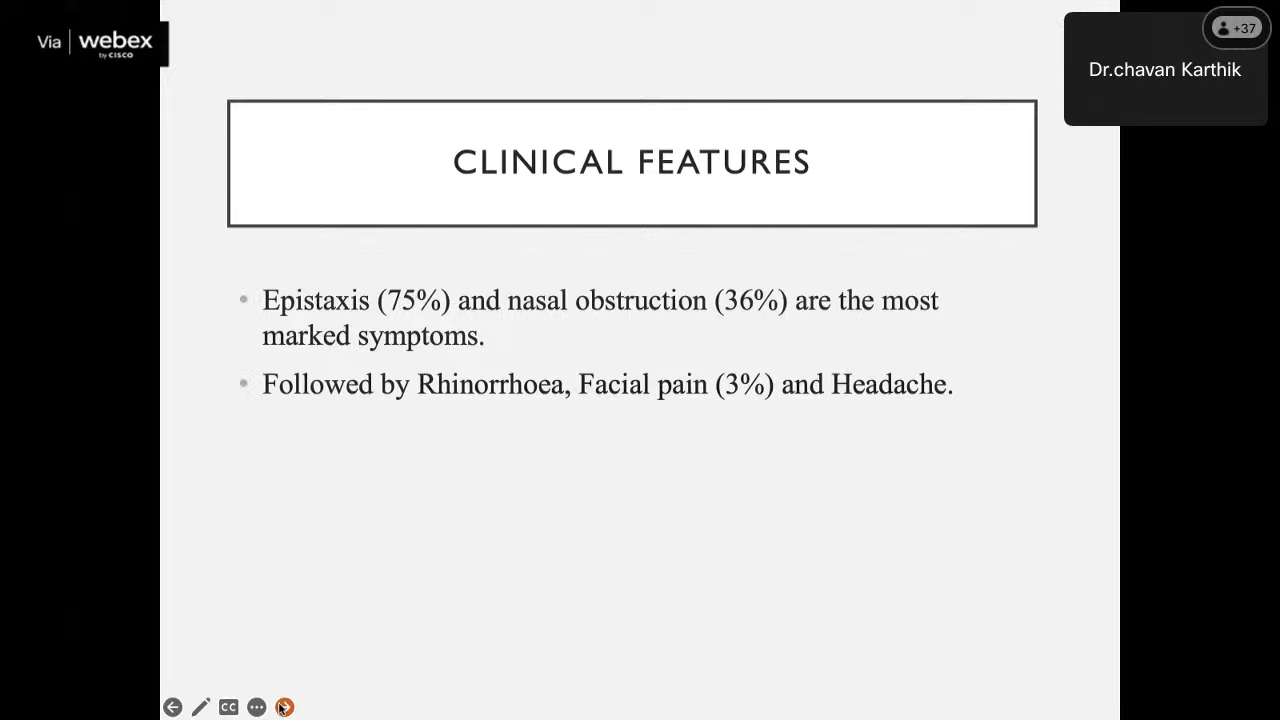 Via webex
by CISCO
+37
Dr.chavan Karthik
CLINICAL FEATURES
• Epistaxis (75%) and nasal obstruction (36%) are the most
marked symptoms.
• Followed by Rhinorrhoea, Facial pain (3%) and Headache.
CC